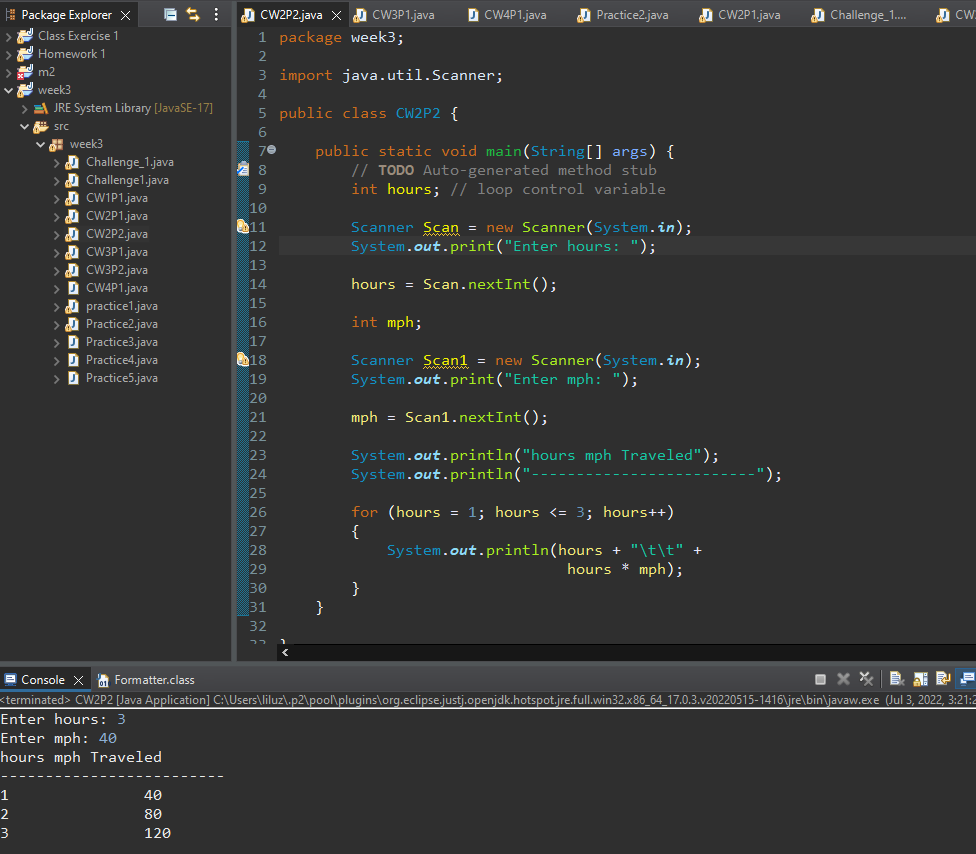 Package Explorer
Class Exercise 1
Homework 1
m2
week3
JRE System Library [JavaSE-17]
src
week3
Challenge_1.java
Challenge1.java
CW1P1.java
CW2P1.java
CW2P2.java
CW3P1.java
CW3P2.java
CW4P1.java
practice1.java
Practice2.java
Practice3.java
Practice4.java
Practice5.java
CW2P2.java CW3P1.java CW4P1.java Practice2.java CW2P1.java Challenge_1....
1 package week3;
2
3 import java.util.Scanner;
4
5 public class CW2P2 {
6
7 public static void main(String[] args) {
8 // TODO Auto-generated method stub
9 int hours; // loop control variable
10
11 Scanner Scan = new Scanner(System.in);
12 System.out.print("Enter hours: ");
13
14 hours = Scan.nextInt();
15
16 int mph;
17
18 Scanner Scan1 = new Scanner(System.in);
19 System.out.print("Enter mph: ");
20
21 mph = Scan1.nextInt();
22
23 System.out.println("hours mph Traveled");
24 System.out.println("-------------------------");
25
26 for (hours = 1; hours <= 3; hours++)
27 {
28 System.out.println(hours + "\t\t" +
29 hours * mph);
30 }
31 }
32
33 }
Console Formatter.class
<terminated> CW2P2 [Java Application] C:\Users\liluz\.p2\pool\plugins\org.eclipse.justj.openjdk.hotspot.jre.full.win32.x86_64_17.0.3.v20220515-1416\jre\bin\javaw.exe (Jul 3, 2022, 3:21:2
Enter hours: 3
Enter mph: 40
hours mph Traveled
-------------------------
1 40
2 80
3 120